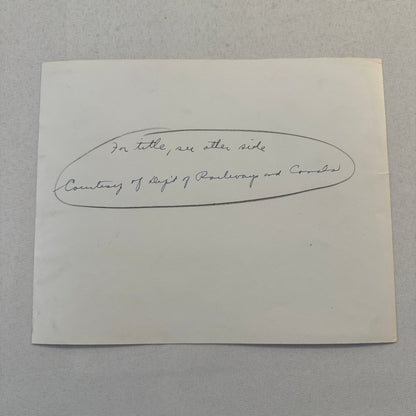 For title, see other side
Courtesy of Dep't of Railways and Canals